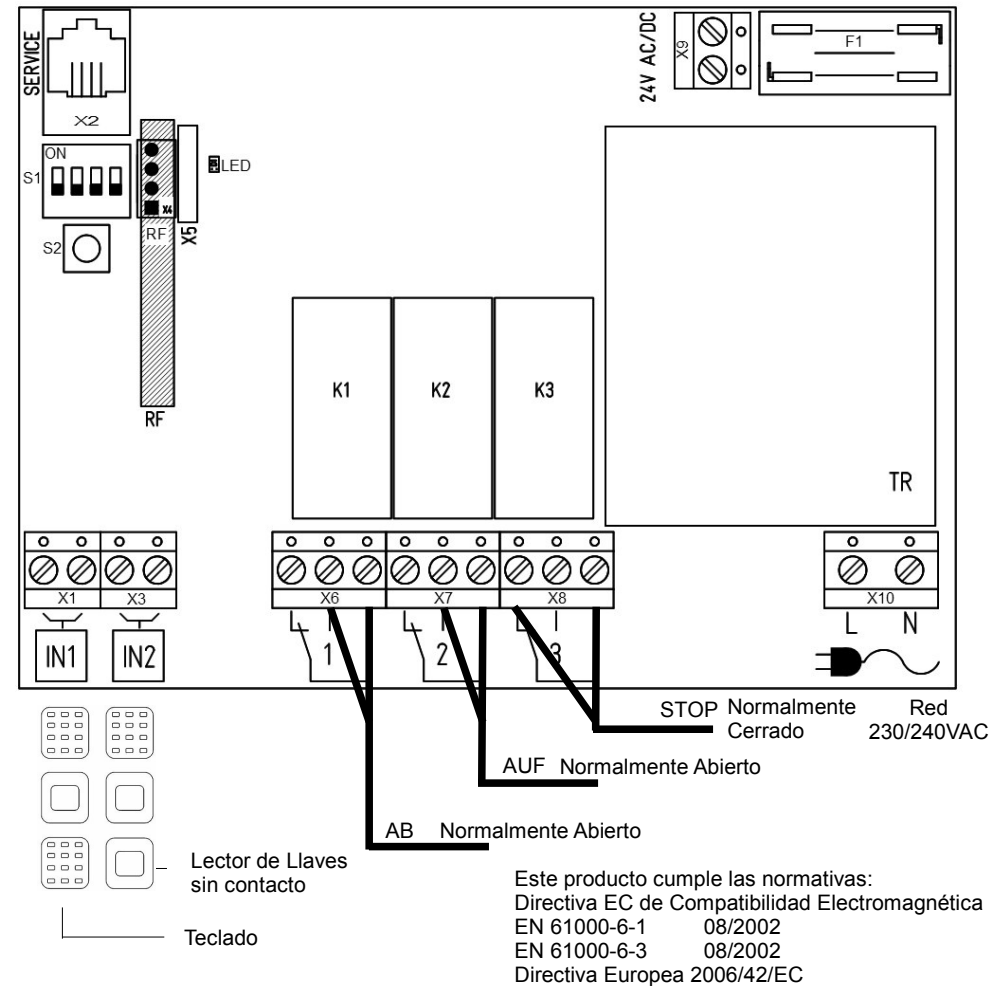 SERVICE
X2
24V AC/DC
X9
F1
ON
S1
X4
LED
RF
X5
S2
K1
K2
K3
RF
TR
X1
X3
X6
X7
X8
X10
L
N
IN1
IN2
1
2
3
STOP Normalmente Cerrado
Red 230/240VAC
AUF Normalmente Abierto
AB Normalmente Abierto
Lector de Llaves
sin contacto
Teclado
Este producto cumple las normativas:
Directiva EC de Compatibilidad Electromagnética
EN 61000-6-1 08/2002
EN 61000-6-3 08/2002
Directiva Europea 2006/42/EC